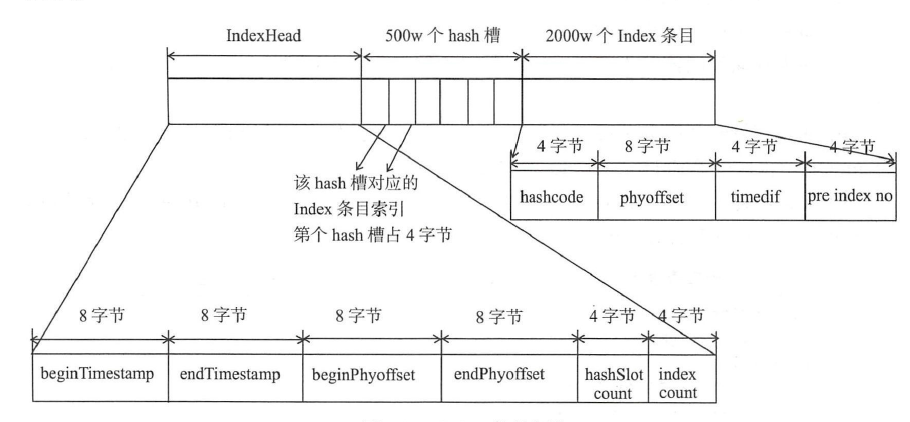 IndexHead
500w 个 hash 槽
2000w 个 Index 条目
4 字节
8 字节
4 字节
4 字节
hashcode
phyoffset
timedif
pre index no
该 hash 槽对应的
Index 条目索引
第个 hash 槽占 4 字节
8 字节
8 字节
8 字节
8 字节
4 字节
4 字节
beginTimestamp
endTimestamp
beginPhyoffset
endPhyoffset
hashSlot
count
index
count